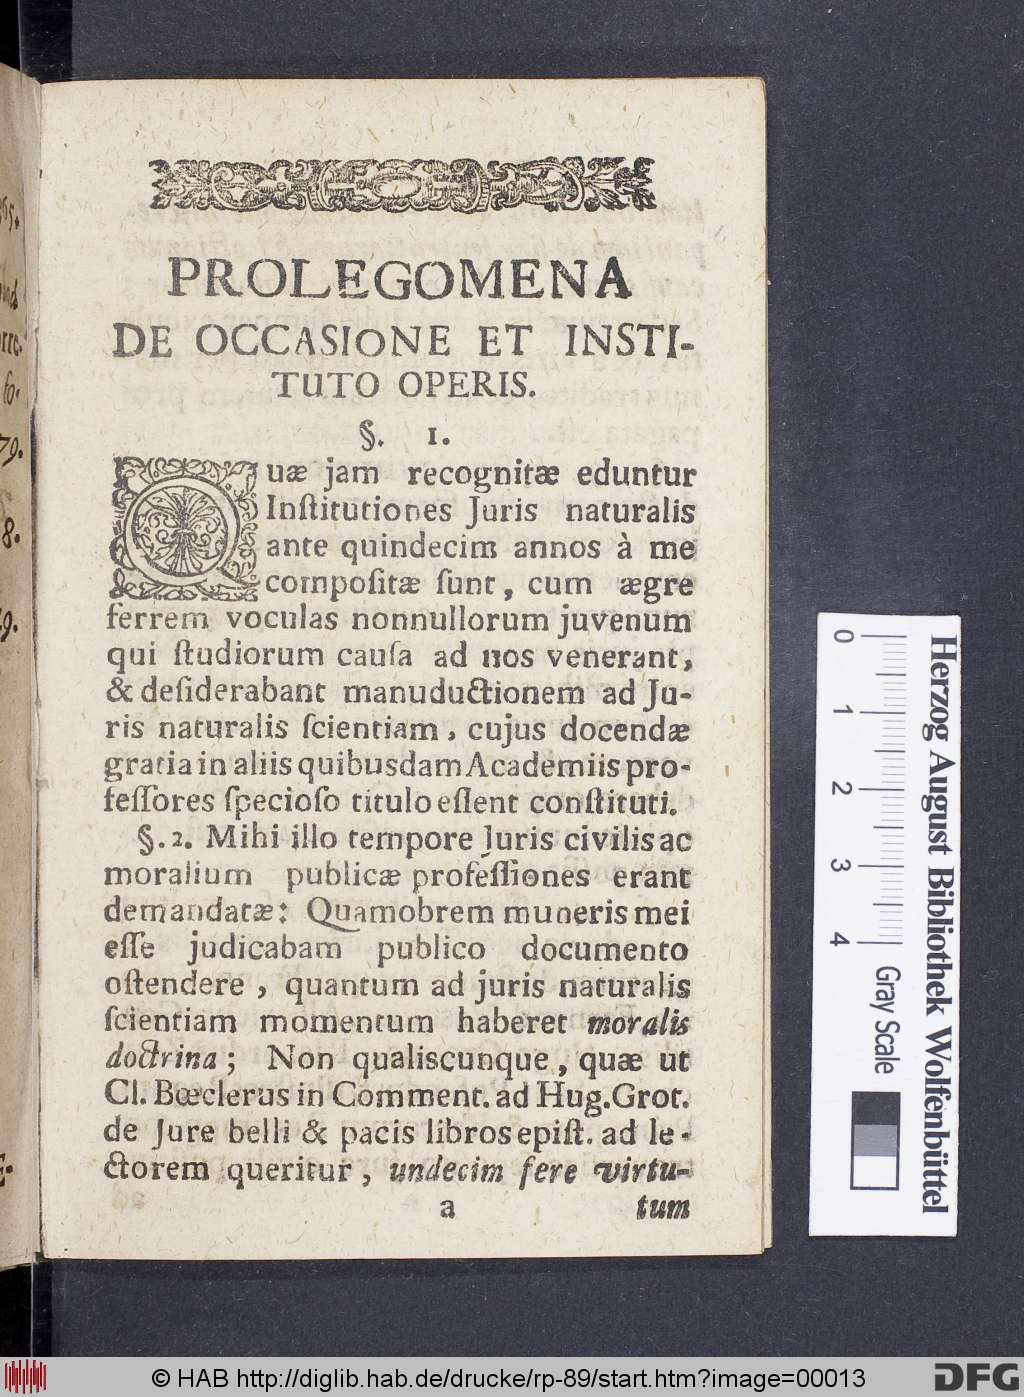 PROLEGOMENA
DE OCCASIONE ET INSTI-
TUTO OPERIS.
§. 1.
Quæ jam recognitæ eduntur
Inſtitutiones Juris naturalis
ante quindecim annos à me
compoſitæ ſunt, cum ægre
ferrem voculas nonnullorum juvenum
qui ſtudiorum cauſa ad nos venerant,
& deſiderabant manuductionem ad Ju-
ris naturalis ſcientiam, cujus docendæ
gratia in aliis quibusdam Academiis pro-
feſſores ſpecioſo titulo eſſent conſtituti.
§. 2. Mihi illo tempore Juris civilis ac
moralium publicæ profeſſiones erant
demandatæ: Quamobrem muneris mei
eſſe judicabam publico documento
oſtendere, quantum ad juris naturalis
ſcientiam momentum haberet moralis
doctrina; Non qualiscunque, quæ ut
Cl. Bœclerus in Comment. ad Hug. Grot.
de Jure belli & pacis libros epiſt. ad le-
ctorem queritur, undecim fere virtu-
a tum
0 1 2 3 4
Gray Scale
Herzog August Bibliothek Wolfenbüttel
8.
79.
© HAB http://diglib.hab.de/drucke/rp-89/start.htm?image=00013
DFG